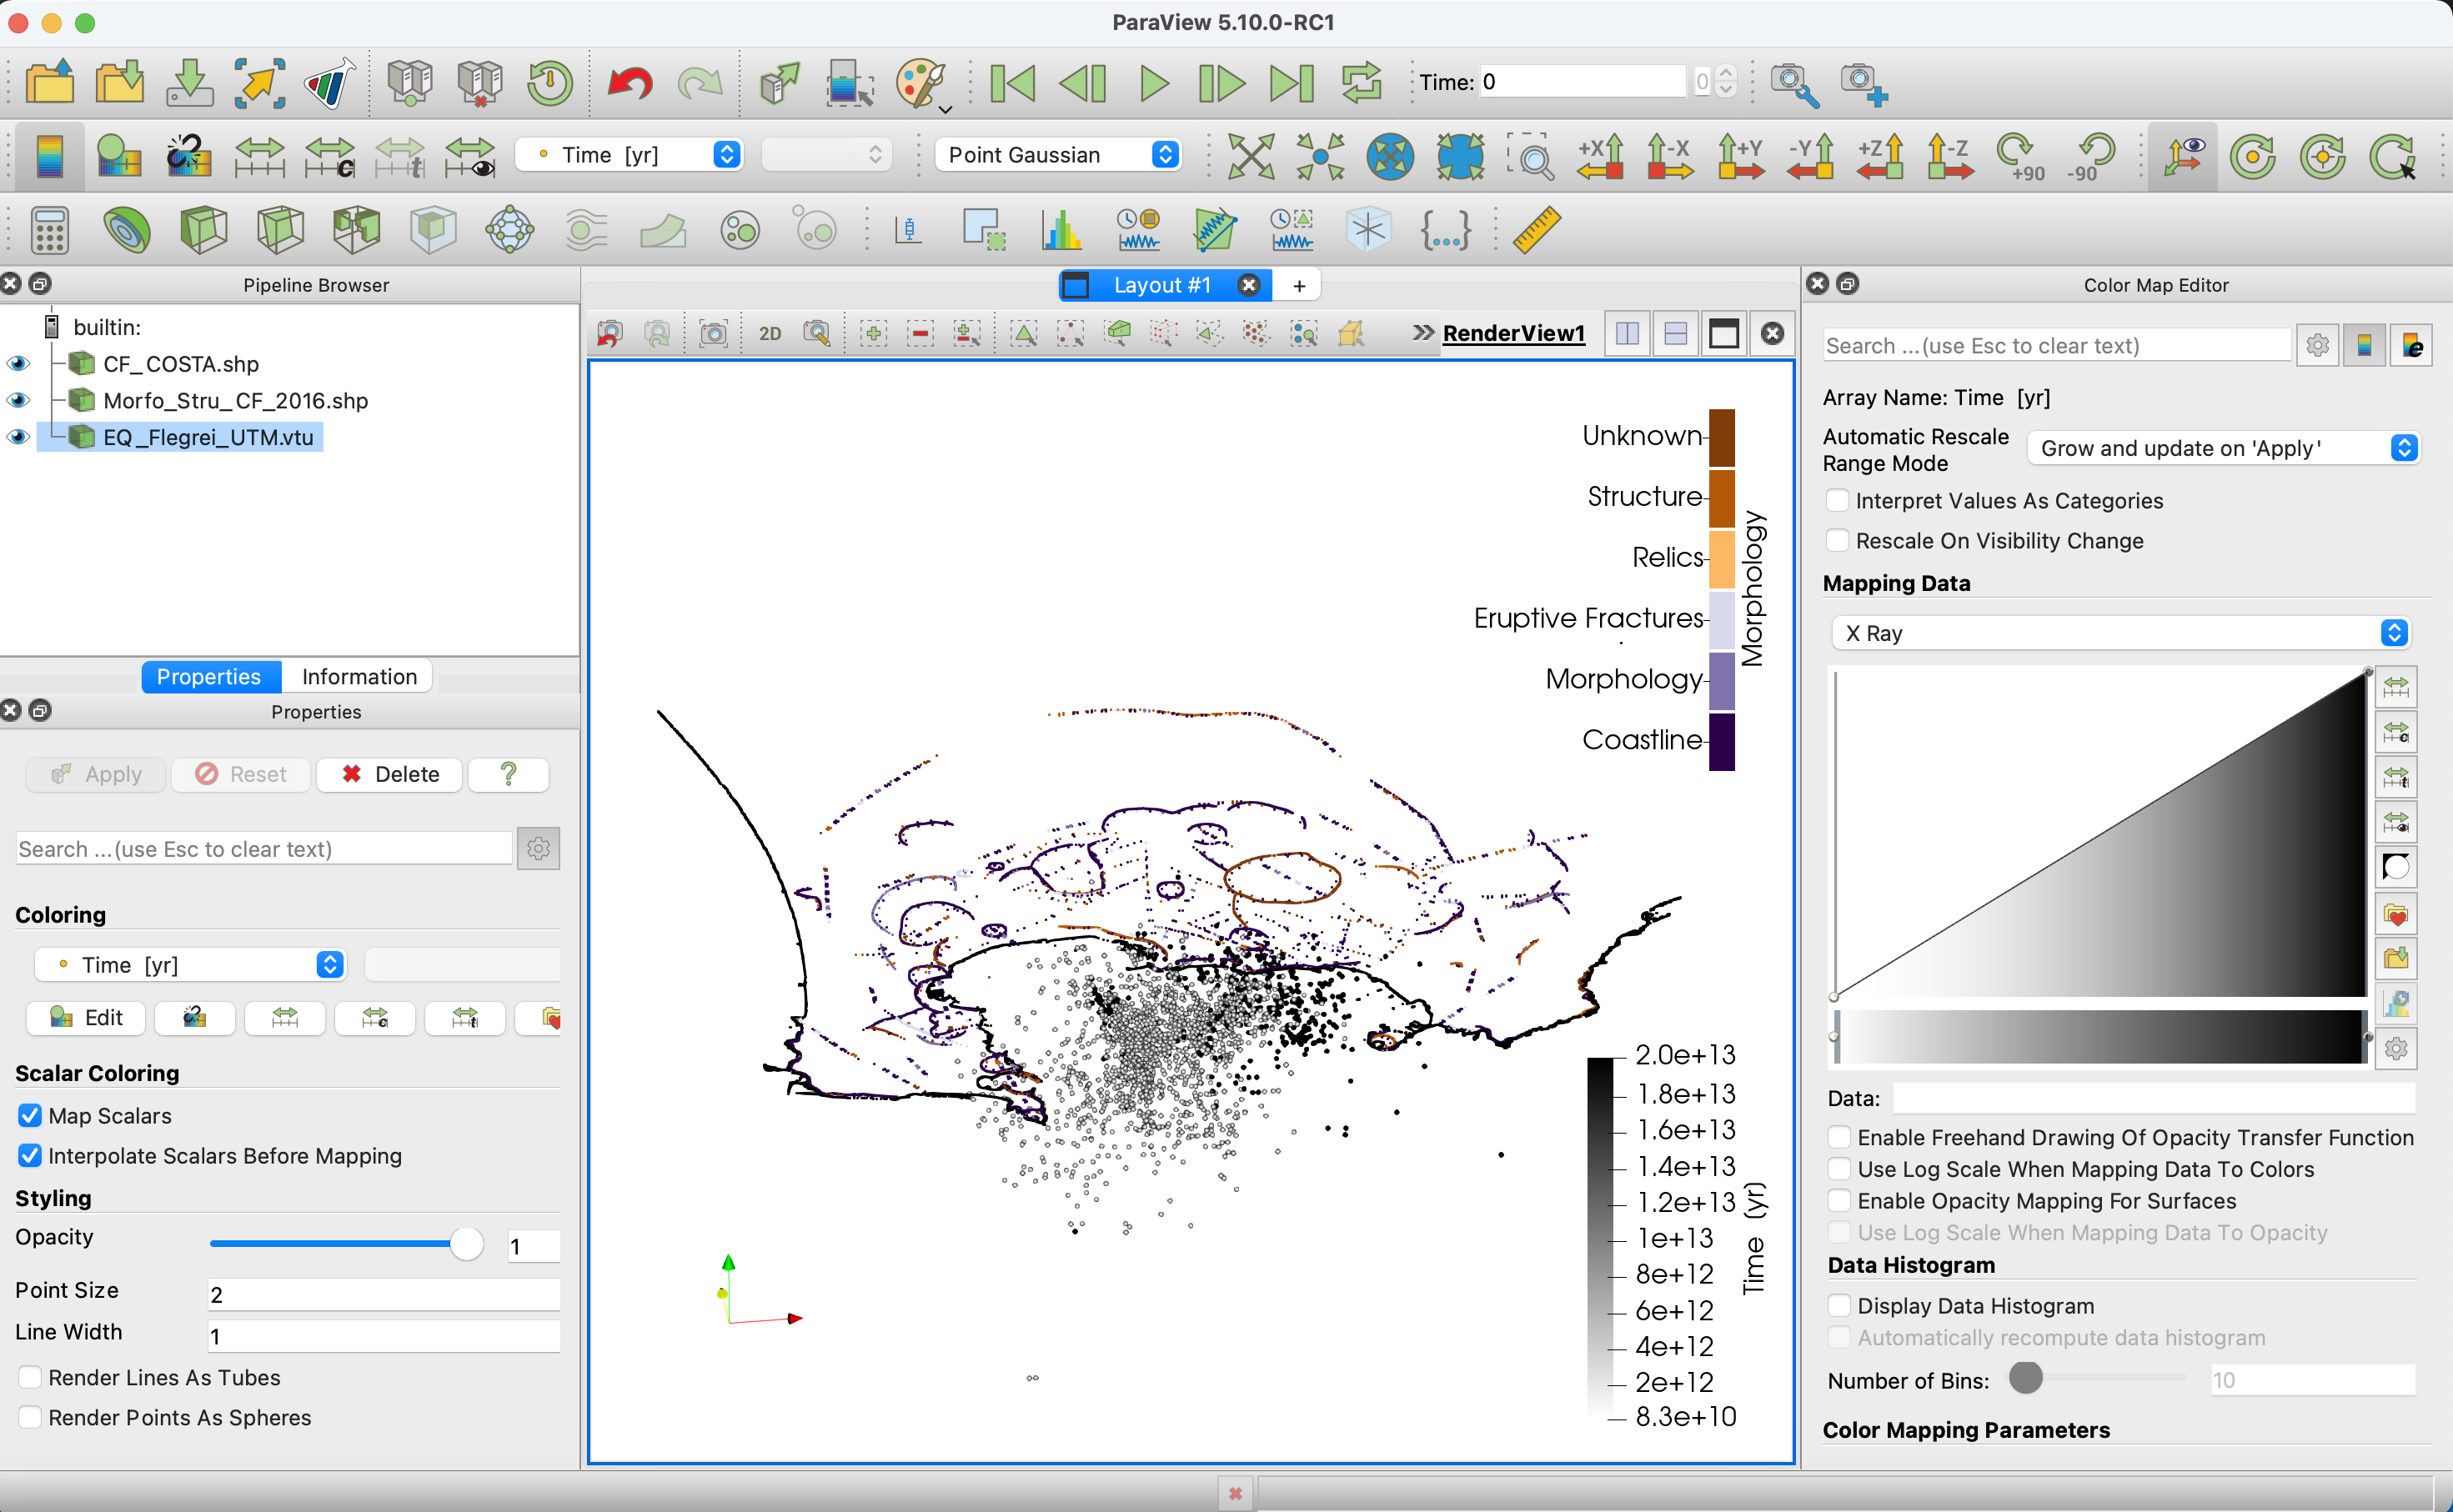 ParaView 5.10.0-RC1
Time: 0
0
Time [yr]
Point Gaussian
+X
-X
+Y
-Y
+Z
-Z
+90
-90
c
t
Pipeline Browser
builtin:
CF_COSTA.shp
Morfo_Stru_CF_2016.shp
EQ_Flegrei_UTM.vtu
Properties
Information
Properties
Apply
Reset
Delete
?
Search ...(use Esc to clear text)
Coloring
Time [yr]
Edit
c
t
Scalar Coloring
Map Scalars
Interpolate Scalars Before Mapping
Styling
Opacity
1
Point Size
2
Line Width
1
Render Lines As Tubes
Render Points As Spheres
Layout #1
+
2D
RenderView1
Unknown
Structure
Relics
Eruptive Fractures
Morphology
Coastline
Morphology
2.0e+13
1.8e+13
1.6e+13
1.4e+13
1.2e+13
1e+13
8e+12
6e+12
4e+12
2e+12
8.3e+10
Time (yr)
Color Map Editor
Search ...(use Esc to clear text)
e
Array Name: Time [yr]
Automatic Rescale
Range Mode
Grow and update on 'Apply'
Interpret Values As Categories
Rescale On Visibility Change
Mapping Data
X Ray
c
t
Data:
Enable Freehand Drawing Of Opacity Transfer Function
Use Log Scale When Mapping Data To Colors
Enable Opacity Mapping For Surfaces
Use Log Scale When Mapping Data To Opacity
Data Histogram
Display Data Histogram
Automatically recompute data histogram
Number of Bins:
10
Color Mapping Parameters